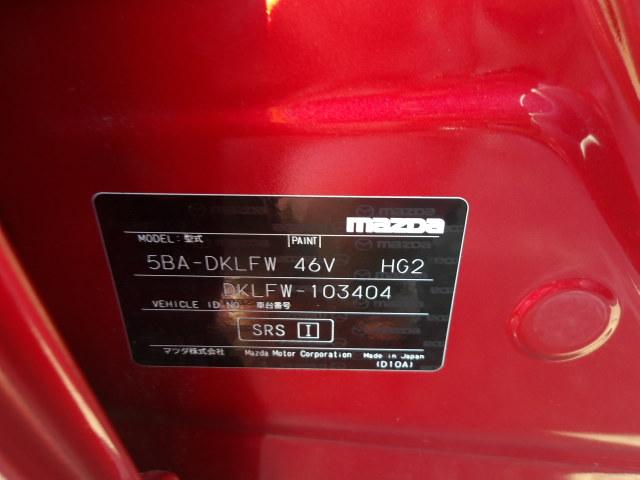 mazda
MODEL: 型式 PAINT
5BA-DKLFW 46V HG2
DKLFW-103404
VEHICLE ID NO. 車台番号
SRS I
マツダ株式会社 Mazda Motor Corporation Made in Japan
(D10A)